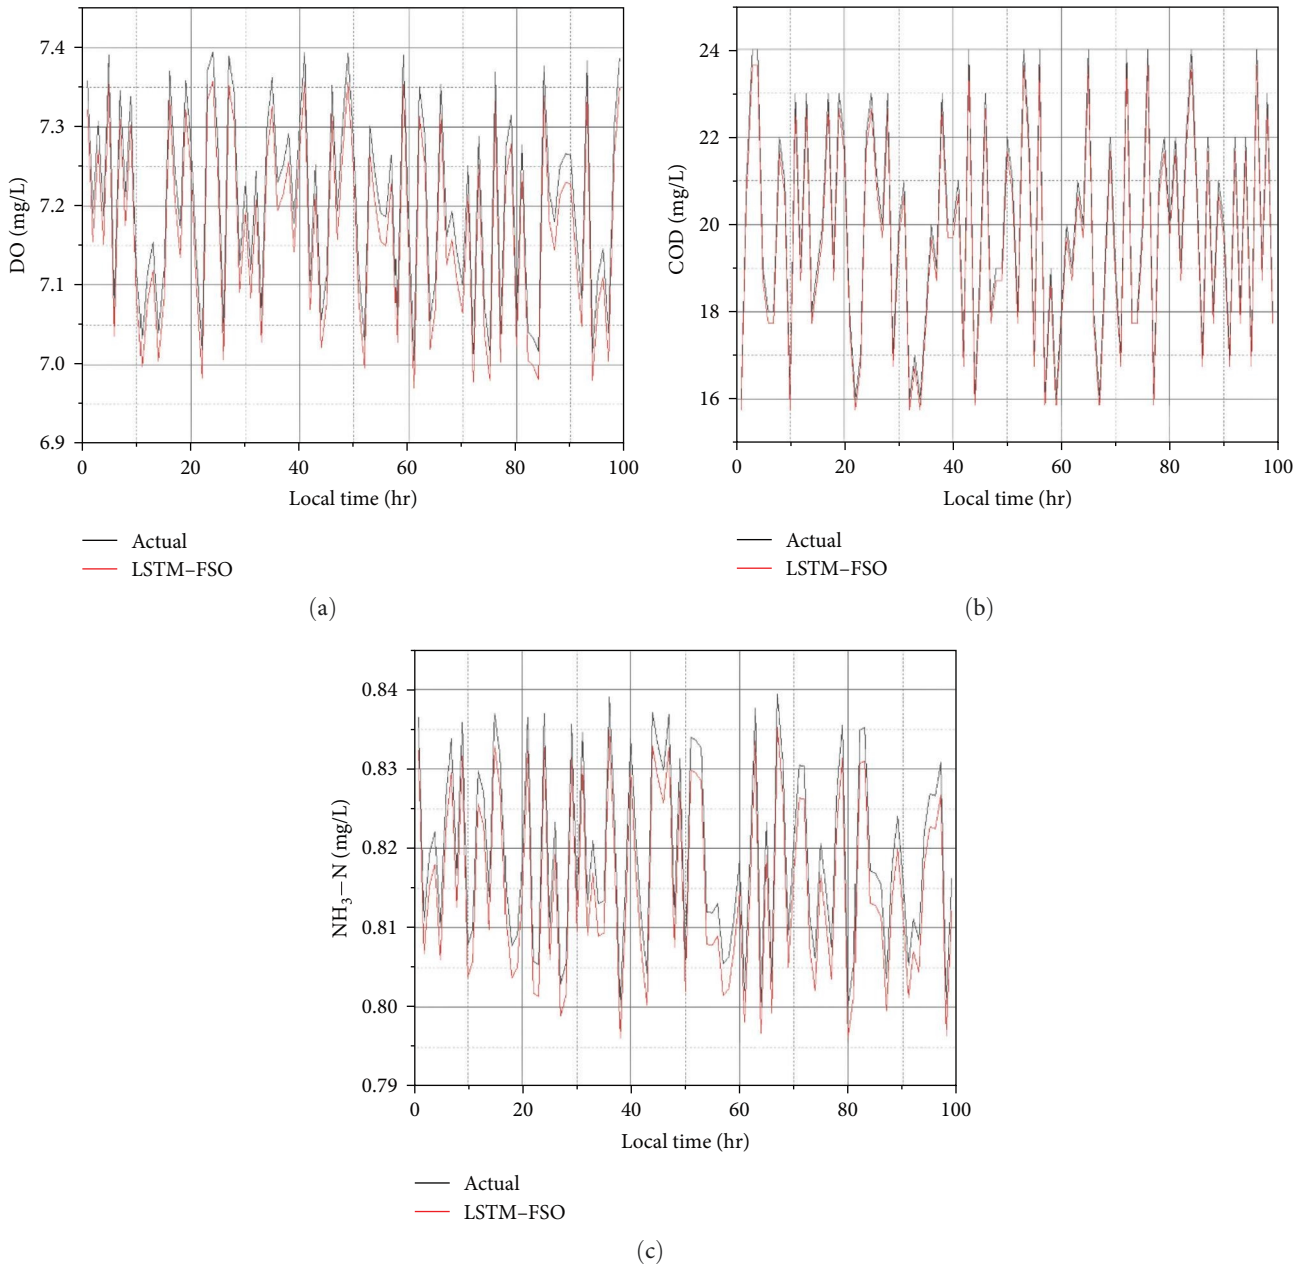 7.4
7.3
7.2
7.1
7.0
6.9
DO (mg/L)
0 20 40 60 80 100
Local time (hr)
Actual
LSTM–FSO
(a)
24
22
20
18
16
COD (mg/L)
0 20 40 60 80 100
Local time (hr)
Actual
LSTM–FSO
(b)
0.84
0.83
0.82
0.81
0.80
0.79
NH₃–N (mg/L)
0 20 40 60 80 100
Local time (hr)
Actual
LSTM–FSO
(c)